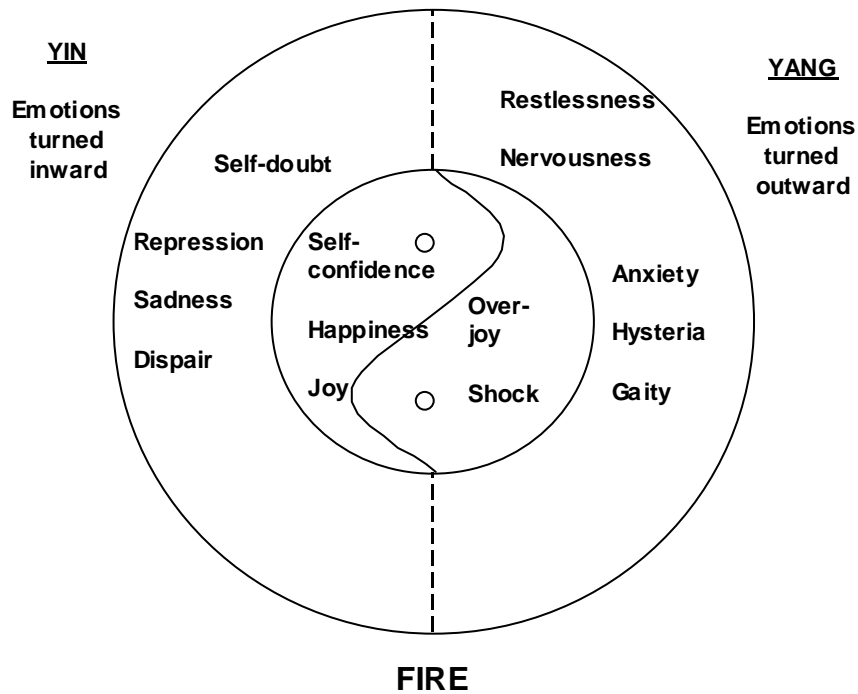 YIN
Emotions
turned
inward
YANG
Emotions
turned
outward
Restlessness
Nervousness
Self-doubt
Repression
Sadness
Dispair
Self-
confidence
Happiness
Joy
Over-
joy
Shock
Anxiety
Hysteria
Gaity
FIRE